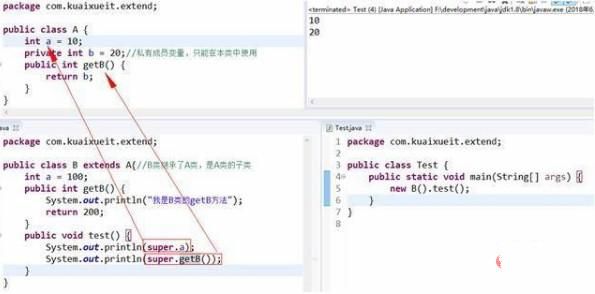 package com.kuaixueit.extend;
public class A {
int a = 10;
private int b = 20;//私有成员变量，只能在本类中使用
public int getB() {
return b;
}
}
<terminated> Test (4) [Java Application] F:\development\java\jdk1.8\bin\javaw.exe (2018年6
10
20
package com.kuaixueit.extend;
public class B extends A{//B类继承了A类，是A类的子类
int a = 100;
public int getB() {
System.out.println("我是B类的getB方法");
return 200;
}
public void test() {
System.out.println(super.a);
System.out.println(super.getB());
}
}
Test.java
1 package com.kuaixueit.extend;
2
3 public class Test {
4 public static void main(String[] args) {
5 new B().test();
6 }
7 }
8